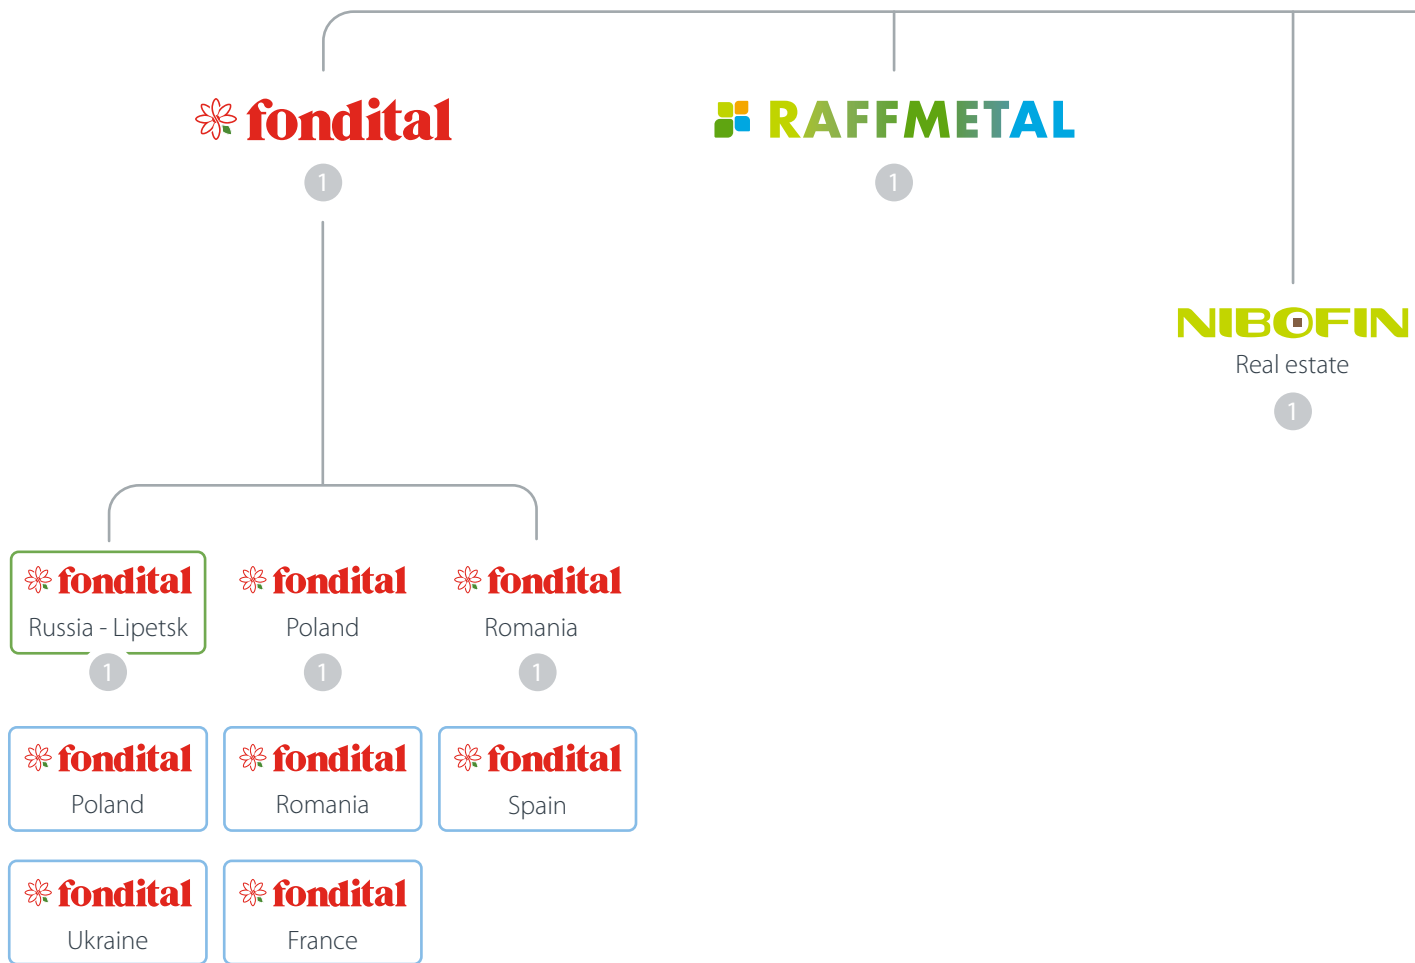 fondital
RAFFMETAL
1
1
NIBOFIN
Real estate
1
fondital
fondital
fondital
Russia - Lipetsk
Poland
Romania
1
1
1
fondital
fondital
fondital
Poland
Romania
Spain
fondital
fondital
Ukraine
France